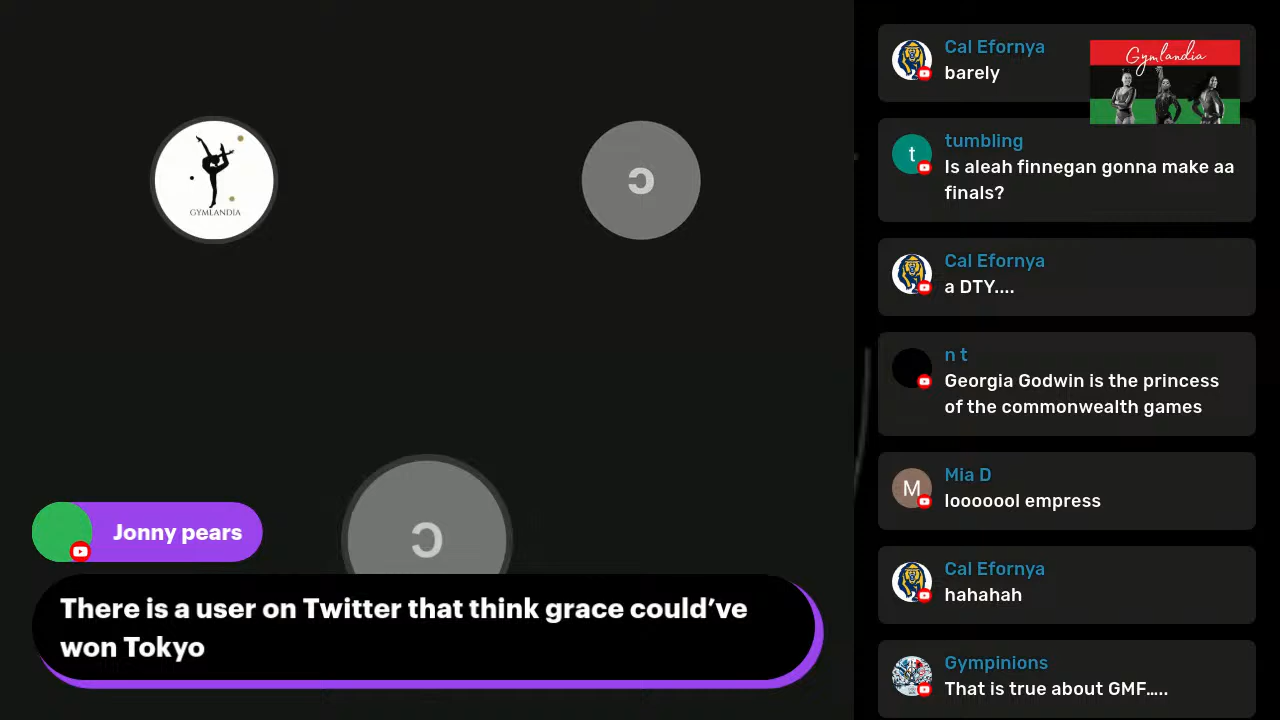 GYMLANDIA
C
C
Jonny pears
There is a user on Twitter that think grace could’ve
won Tokyo
Cal Efornya
barely
Gymlandia
tumbling
Is aleah finnegan gonna make aa
finals?
Cal Efornya
a DTY....
n t
Georgia Godwin is the princess
of the commonwealth games
Mia D
looooool empress
Cal Efornya
hahahah
Gympinions
That is true about GMF.....
t
M